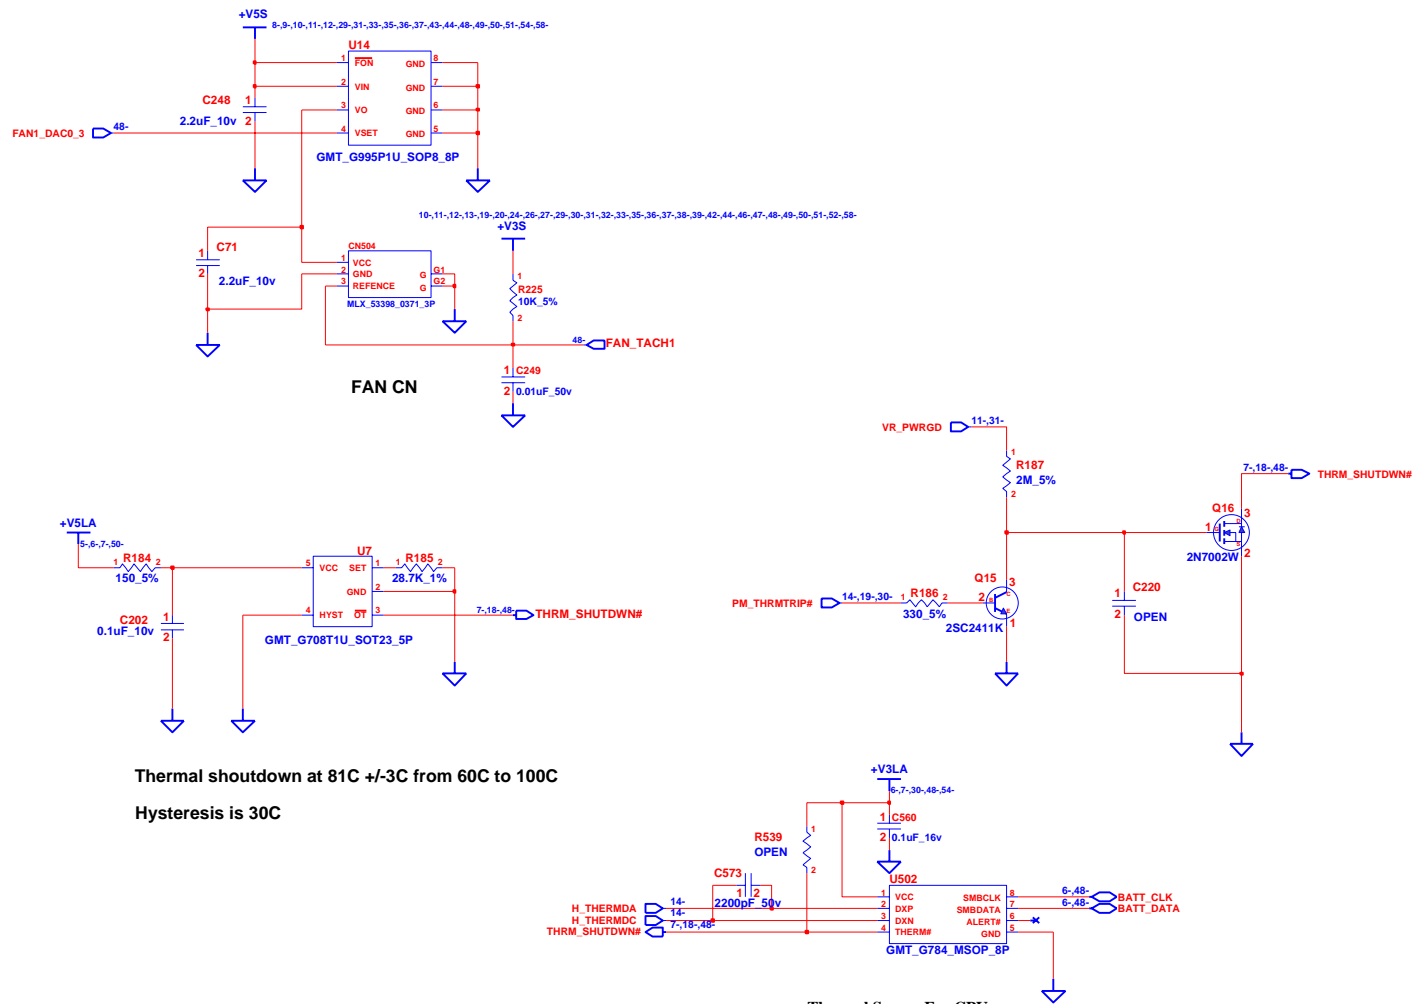 +V5S
8-,9-,10-,11-,12-,29-,31-,33-,35-,36-,37-,43-,44-,48-,49-,50-,51-,54-,58-
U14
1 FON GND 8
2 VIN GND 7
3 VO GND 6
4 VSET GND 5
GMT_G995P1U_SOP8_8P
C248
1
2.2uF_10v
2
FAN1_DAC0_3 48-
10-,11-,12-,13-,19-,20-,24-,26-,27-,29-,30-,31-,32-,33-,35-,36-,37-,38-,39-,42-,44-,46-,47-,48-,49-,50-,51-,52-,58-
+V3S
C71
1
2
2.2uF_10v
CN504
1 VCC
2 GND G G1
3 REFENCE G G2
MLX_53398_0371_3P
1
R225
10K_5%
2
48- FAN_TACH1
1 C249
2 0.01uF_50v
FAN CN
VR_PWRGD 11-,31-
1
R187
2M_5%
2
7-,18-,48- THRM_SHUTDWN#
Q16
3
D
1 G
S
2
2N7002W
Q15
3
PM_THRMTRIP# 14-,19-,30- 1 R186 2 2 B C
330_5% E
2SC2411K 1
C220
1
2 OPEN
+V5LA
5-,6-,7-,50-
1 R184 2
150_5%
U7
5 VCC SET 1 1 R185 2
28.7K_1%
GND 2
4 HYST OT 3 7-,18-,48- THRM_SHUTDWN#
GMT_G708T1U_SOT23_5P
C202
1
0.1uF_10v
2
Thermal shoutdown at 81C +/-3C from 60C to 100C
Hysteresis is 30C
+V3LA
6-,7-,30-,48-,54-
1 C560
2 0.1uF_16v
R539
1
OPEN
2
C573
1 2
2200pF_50v
U502
1 VCC SMBCLK 8 6-,48- BATT_CLK
H_THERMDA 14- 2 DXP SMBDATA 7 6-,48- BATT_DATA
H_THERMDC 14- 3 DXN ALERT# 6
THRM_SHUTDWN# 7-,18-,48- 4 THERM# GND 5
GMT_G784_MSOP_8P